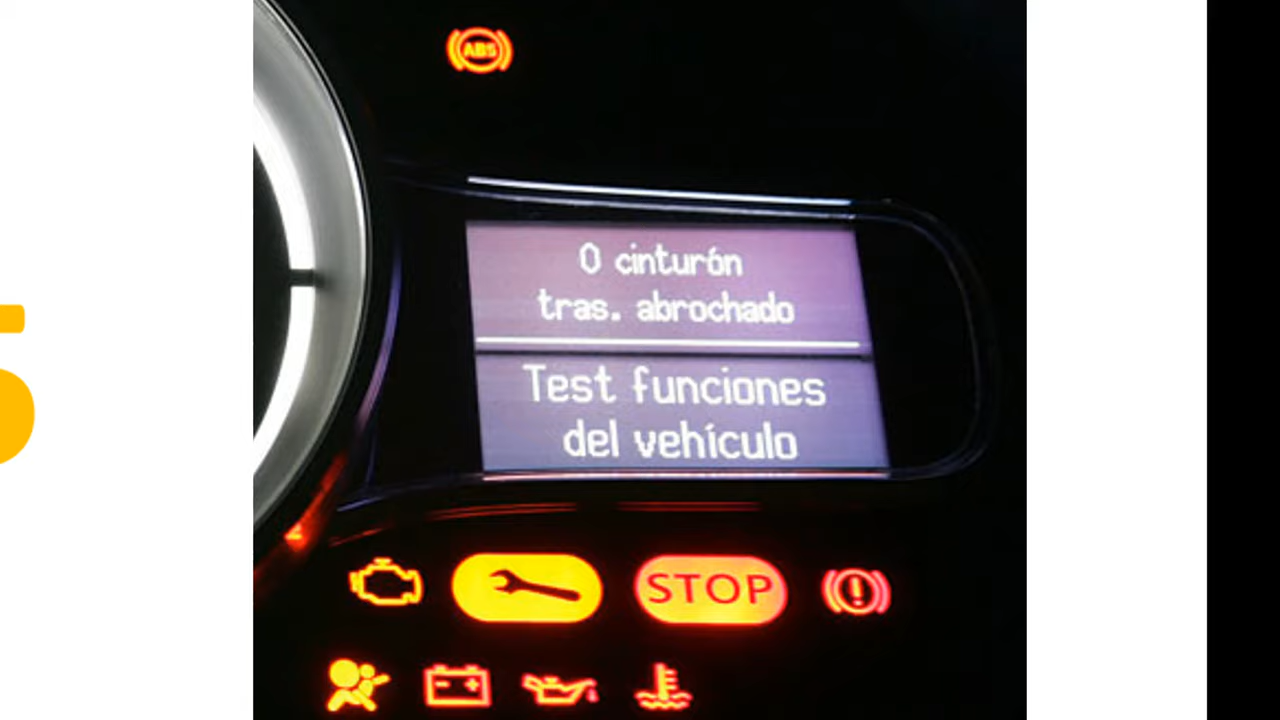 ABS
0 cinturón
tras. abrochado
Test funciones
del vehículo
STOP